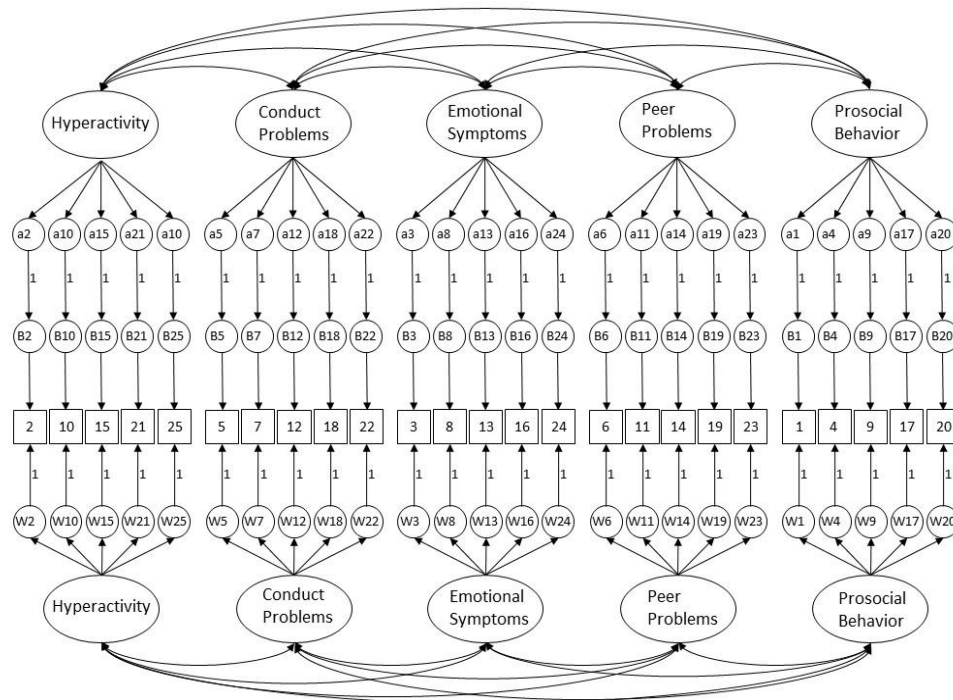 Hyperactivity
Conduct
Problems
Emotional
Symptoms
Peer
Problems
Prosocial
Behavior
a2 a10 a15 a21 a10 a5 a7 a12 a18 a22 a3 a8 a13 a16 a24 a6 a11 a14 a19 a23 a1 a4 a9 a17 a20
1 1 1 1 1 1 1 1 1 1 1 1 1 1 1 1 1 1 1 1 1 1 1 1 1
B2 B10 B15 B21 B25 B5 B7 B12 B18 B22 B3 B8 B13 B16 B24 B6 B11 B14 B19 B23 B1 B4 B9 B17 B20
2 10 15 21 25 5 7 12 18 22 3 8 13 16 24 6 11 14 19 23 1 4 9 17 20
1 1 1 1 1 1 1 1 1 1 1 1 1 1 1 1 1 1 1 1 1 1 1 1 1
W2 W10 W15 W21 W25 W5 W7 W12 W18 W22 W3 W8 W13 W16 W24 W6 W11 W14 W19 W23 W1 W4 W9 W17 W20
Hyperactivity
Conduct
Problems
Emotional
Symptoms
Peer
Problems
Prosocial
Behavior